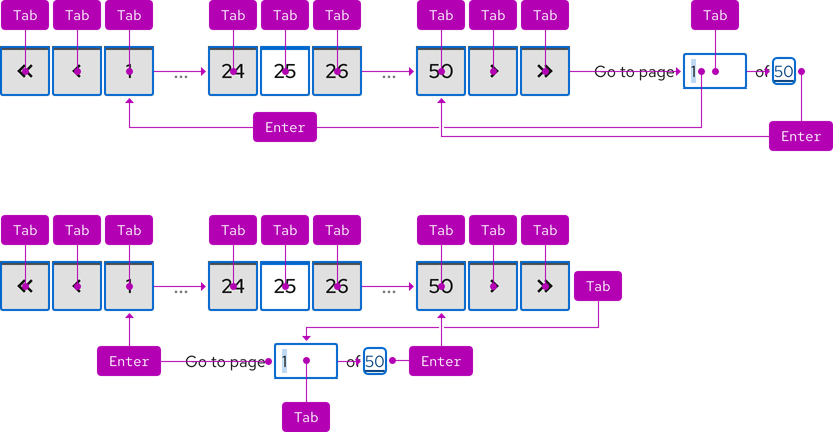 Tab Tab Tab Tab Tab Tab Tab Tab Tab Tab
« < 1 ... 24 25 26 ... 50 > » Go to page 1 of 50
Enter
Enter
Tab Tab Tab Tab Tab Tab Tab Tab Tab
« < 1 ... 24 25 26 ... 50 > » Tab
Enter Go to page 1 of 50 Enter
Tab